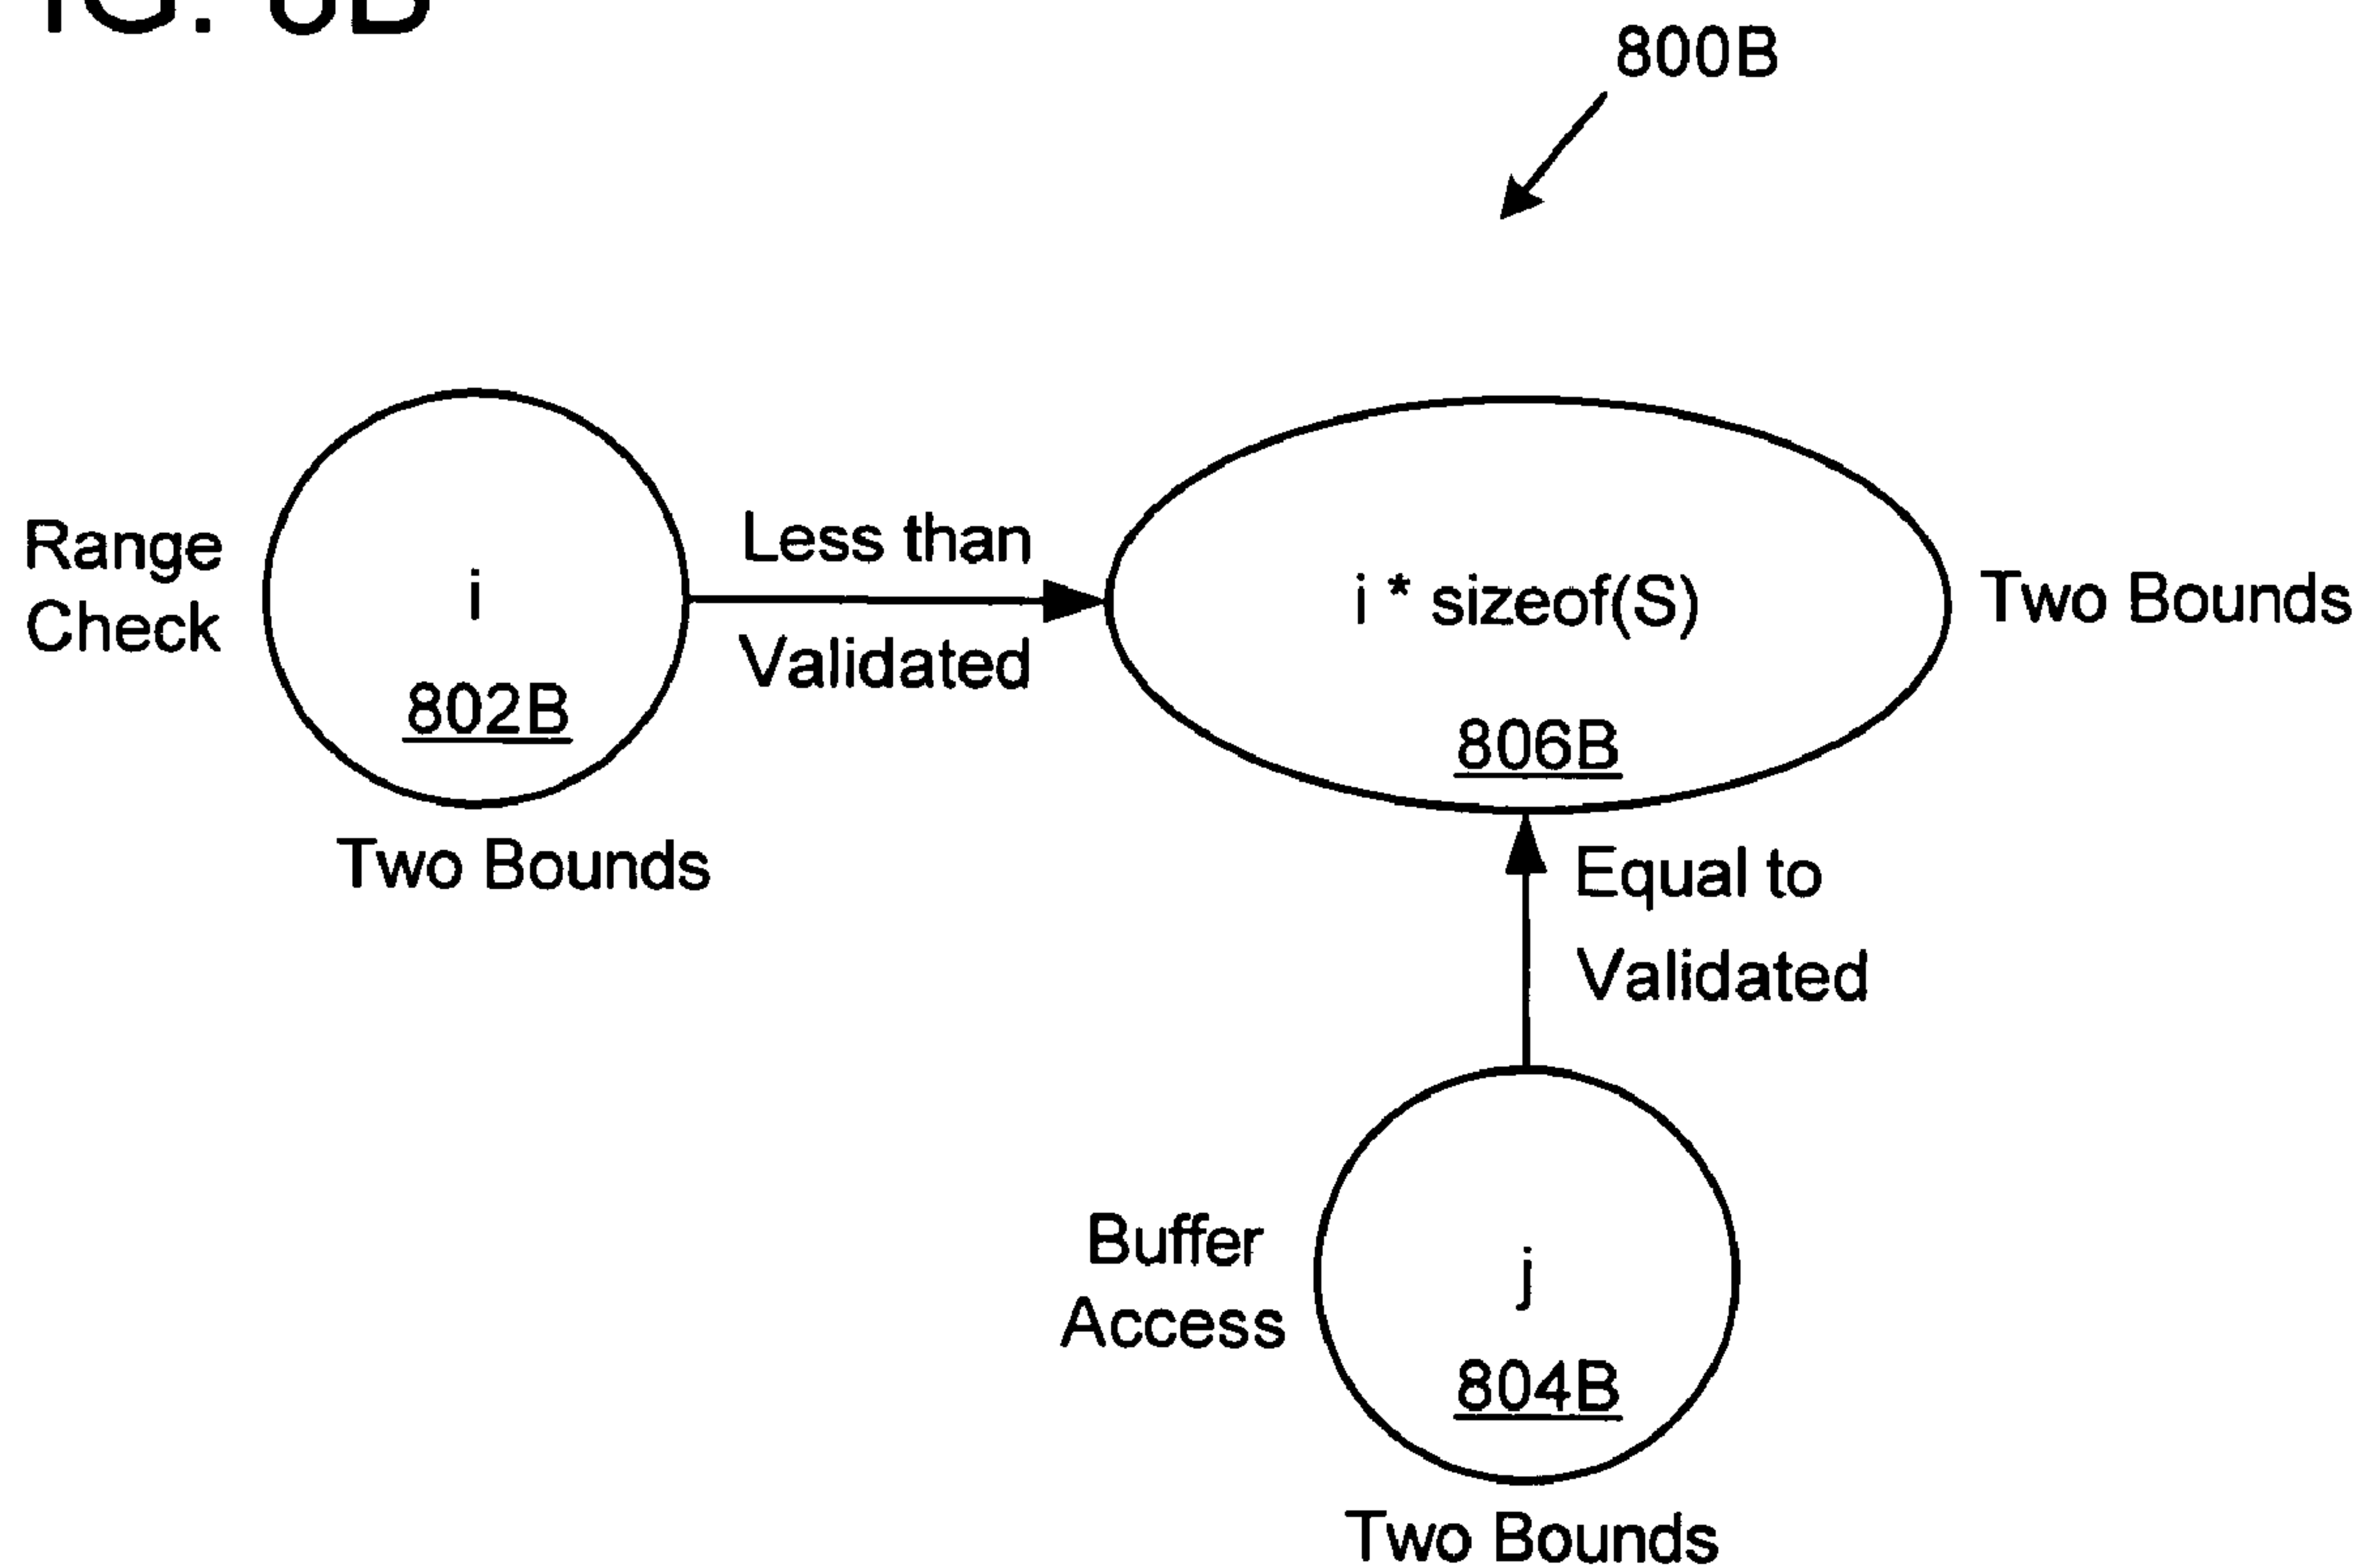 800B
Range
Check
i
802B
Two Bounds
Less than
Validated
i * sizeof(S)
806B
Two Bounds
Equal to
Validated
Buffer
Access
j
804B
Two Bounds